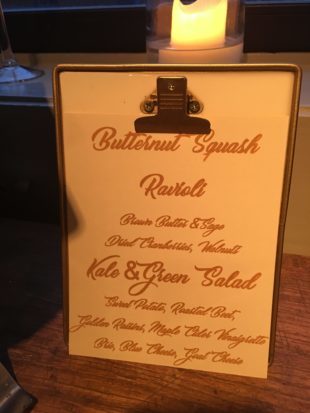 Butternut Squash
Ravioli
Brown Butter & Sage
Dried Cranberries, Walnuts
Kale & Green Salad
Sweet Potato, Roasted Beet,
Golden Raisins, Maple Cider Vinaigrette
Brie, Blue Cheese, Goat Cheese